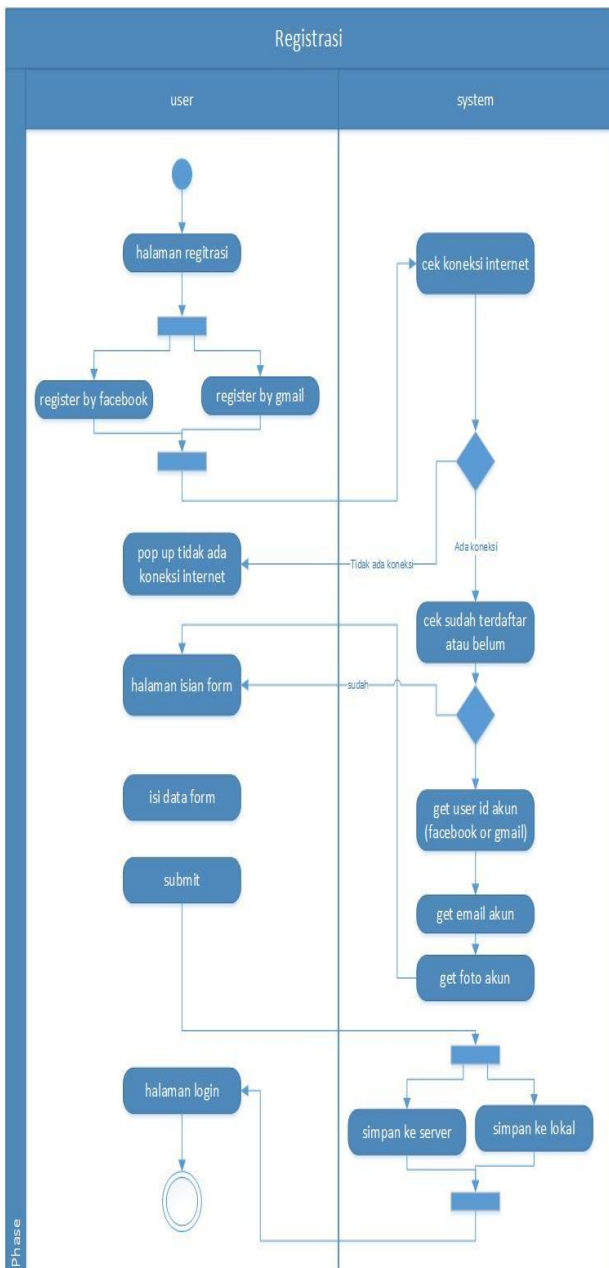 Registrasi
user
system
halaman regitrasi
cek koneksi internet
register by facebook
register by gmail
pop up tidak ada
koneksi internet
Tidak ada koneksi
Ada koneksi
cek sudah terdaftar
atau belum
halaman isian form
sudah
isi data form
get user id akun
(facebook or gmail)
submit
get email akun
get foto akun
halaman login
simpan ke server
simpan ke lokal
Phase